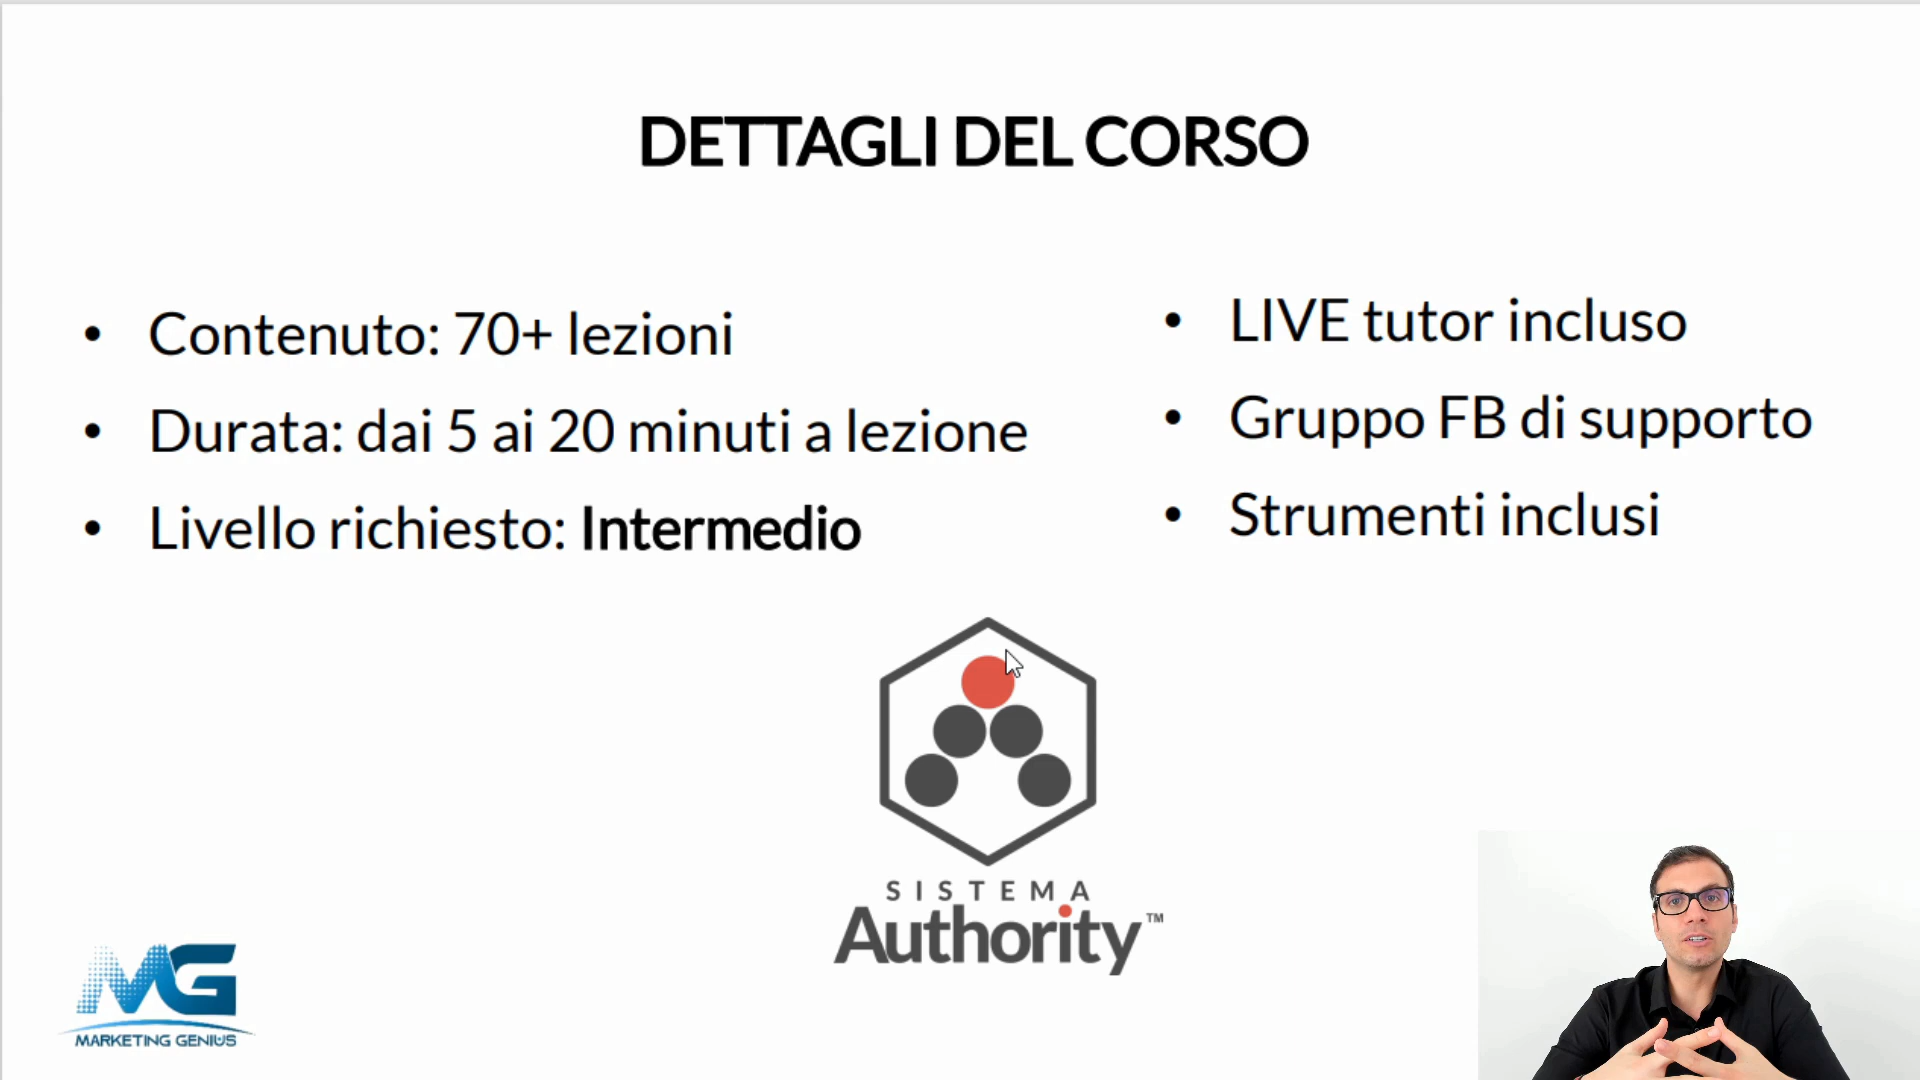 DETTAGLI DEL CORSO
• Contenuto: 70+ lezioni
• Durata: dai 5 ai 20 minuti a lezione
• Livello richiesto: Intermedio
• LIVE tutor incluso
• Gruppo FB di supporto
• Strumenti inclusi
SISTEMA
Authority™
MG
MARKETING GENIUS